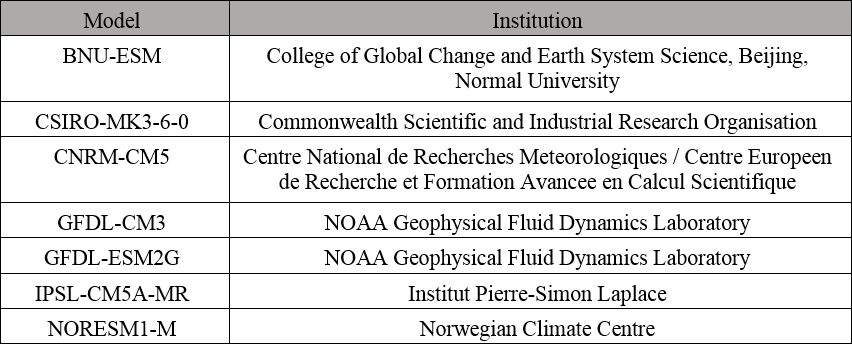 Model Institution
BNU-ESM College of Global Change and Earth System Science, Beijing,
Normal University
CSIRO-MK3-6-0 Commonwealth Scientific and Industrial Research Organisation
CNRM-CM5 Centre National de Recherches Meteorologiques / Centre Europeen
de Recherche et Formation Avancee en Calcul Scientifique
GFDL-CM3 NOAA Geophysical Fluid Dynamics Laboratory
GFDL-ESM2G NOAA Geophysical Fluid Dynamics Laboratory
IPSL-CM5A-MR Institut Pierre-Simon Laplace
NORESM1-M Norwegian Climate Centre